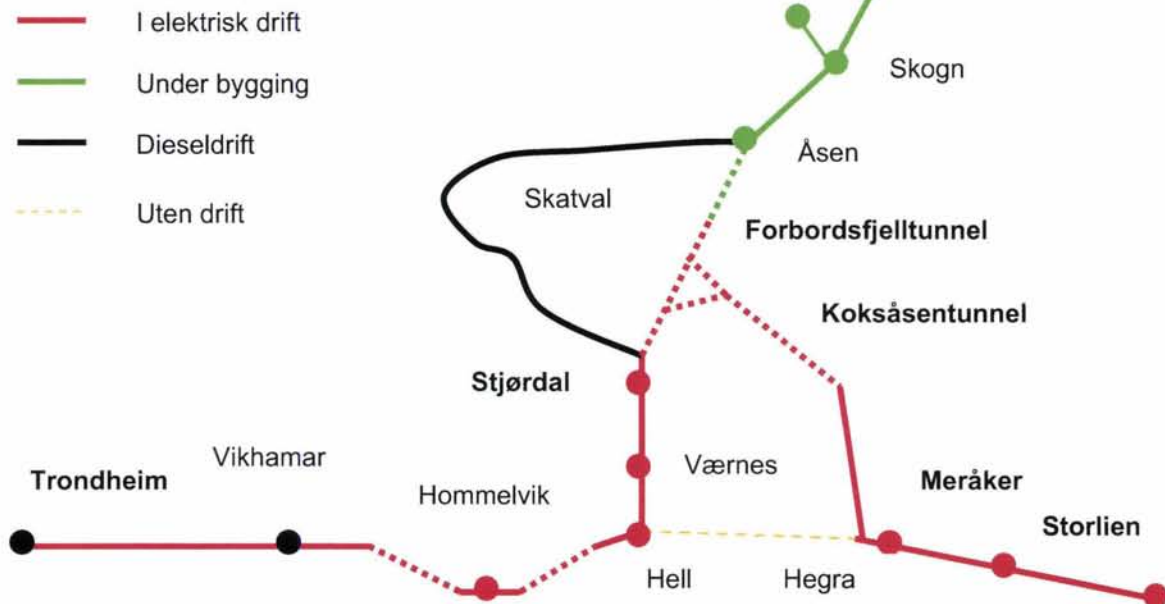 I elektrisk drift
Under bygging
Dieseldrift
Uten drift
Skogn
Åsen
Skatval
Forbordsfjelltunnel
Koksåsentunnel
Stjørdal
Trondheim
Vikhamar
Hommelvik
Værnes
Meråker
Storlien
Hell
Hegra